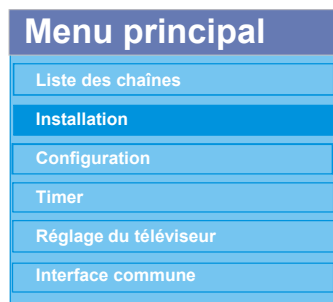 Menu principal
Liste des chaînes
Installation
Configuration
Timer
Réglage du téléviseur
Interface commune